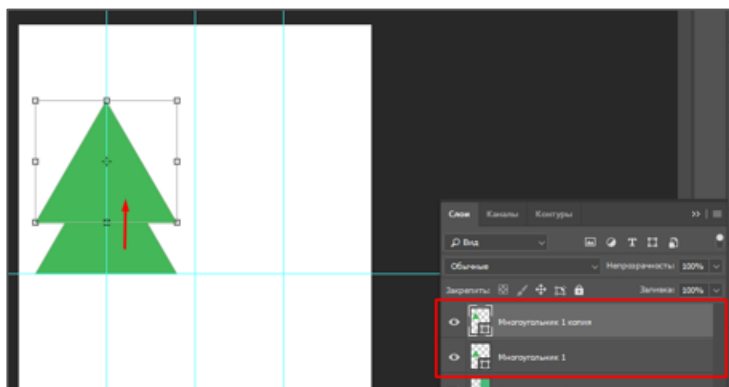 Слои Каналы Контуры
Вид
Обычные Непрозрачность: 100%
Закрепить: Заливка: 100%
Многоугольник 1 копия
Многоугольник 1